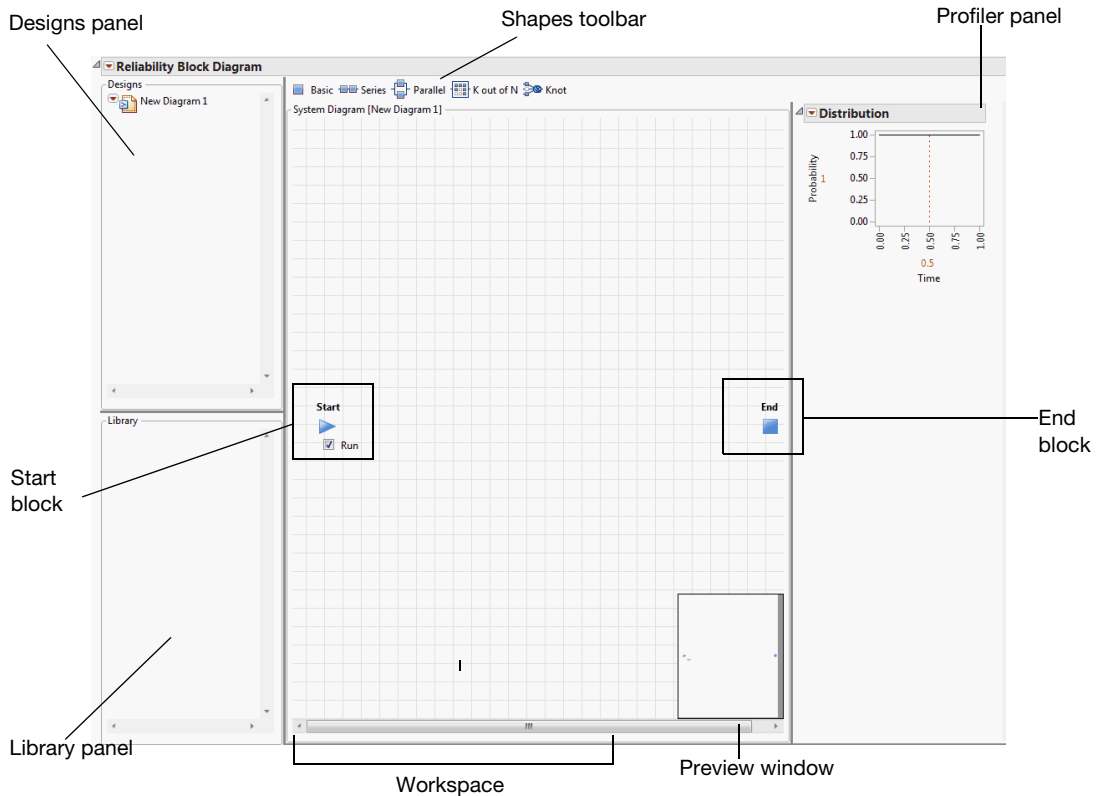 Designs panel
Shapes toolbar
Profiler panel
Reliability Block Diagram
Designs
New Diagram 1
Basic Series Parallel K out of N Knot
System Diagram [New Diagram 1]
Distribution
1.00
0.75
0.50
0.25
0.00
Probability
1
0.00 0.25 0.50 0.75 1.00
0.5
Time
Start
Run
End
End
block
Library
Start
block
Library panel
Workspace
Preview window